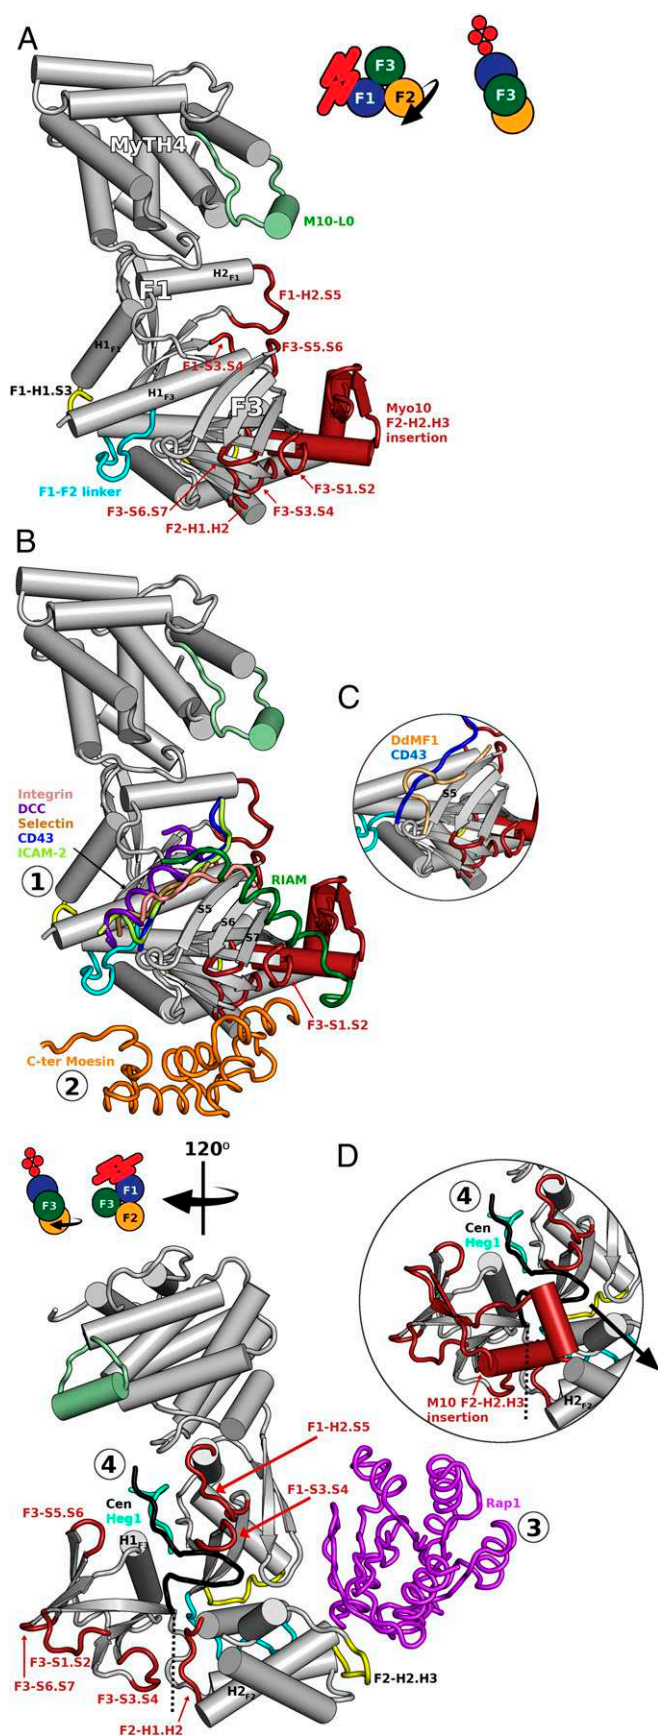 A
F3
F1
F2
F3
MyTH4
M10-L0
H2F1
F1
F1-H2.S5
H1F1
F1-S3.S4
F3-S5.S6
F1-H1.S3
H1F3
F3
Myo10
F2-H2.H3
insertion
F1-F2 linker
F3-S1.S2
F3-S6.S7
F3-S3.S4
F2-H1.H2
B
C
DdMF1
CD43
S5
Integrin
DCC
Selectin
CD43
ICAM-2
1
RIAM
S5
S6
S7
F3-S1.S2
C-ter Moesin
2
120o
F3
F1
F3
F2
D
4
Cen
Heg1
M10 F2-H2.H3
insertion
H2F2
F1-H2.S5
4
F1-S3.S4
Cen
Heg1
Rap1
3
F3-S5.S6
H1F3
F3-S1.S2
F3-S6.S7
F3-S3.S4
H2F2
F2-H2.H3
F2-H1.H2